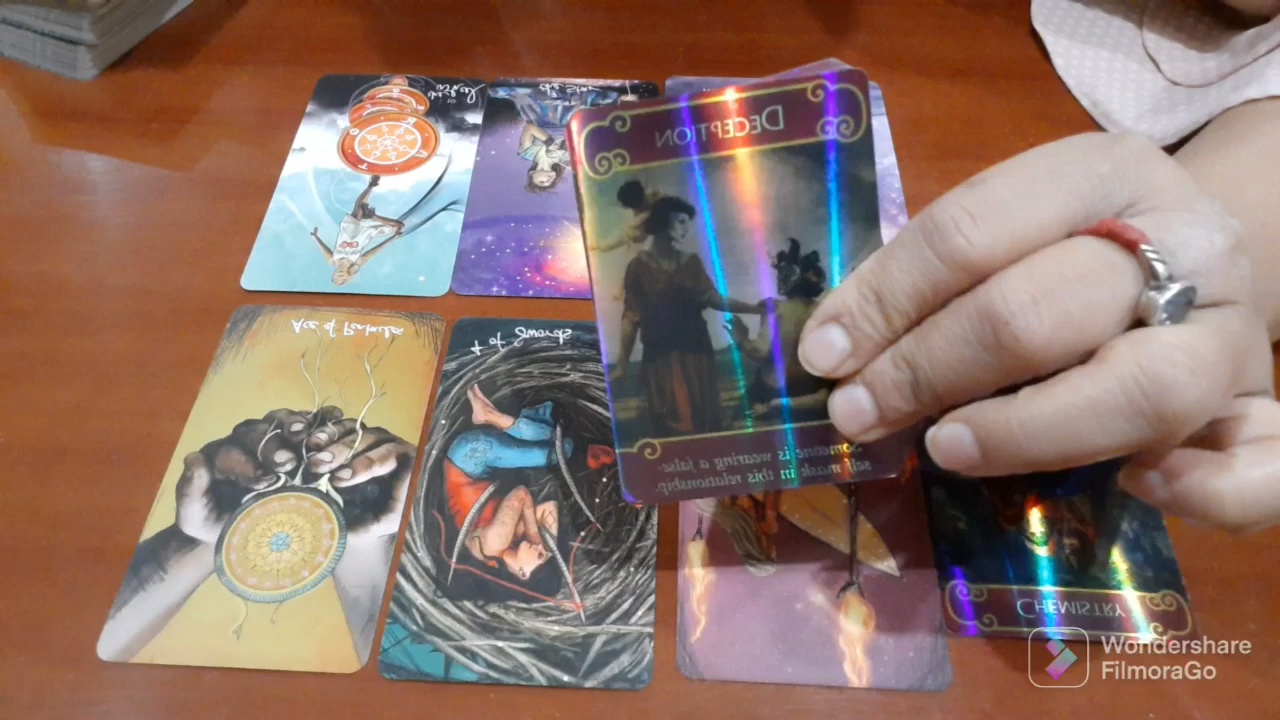 DECEPTION
Someone is wearing a false
self mask in this relationship.
Ace of Pentacles
4 of Swords
CHEMISTRY
Wondershare
FilmoraGo